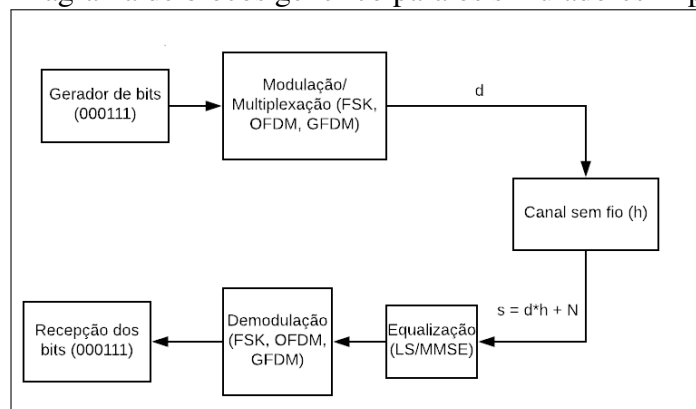 Gerador de bits
(000111)
Modulação/
Multiplexação (FSK,
OFDM, GFDM)
d
Canal sem fio (h)
s = d*h + N
Equalização
(LS/MMSE)
Demodulação
(FSK, OFDM,
GFDM)
Recepção dos
bits (000111)